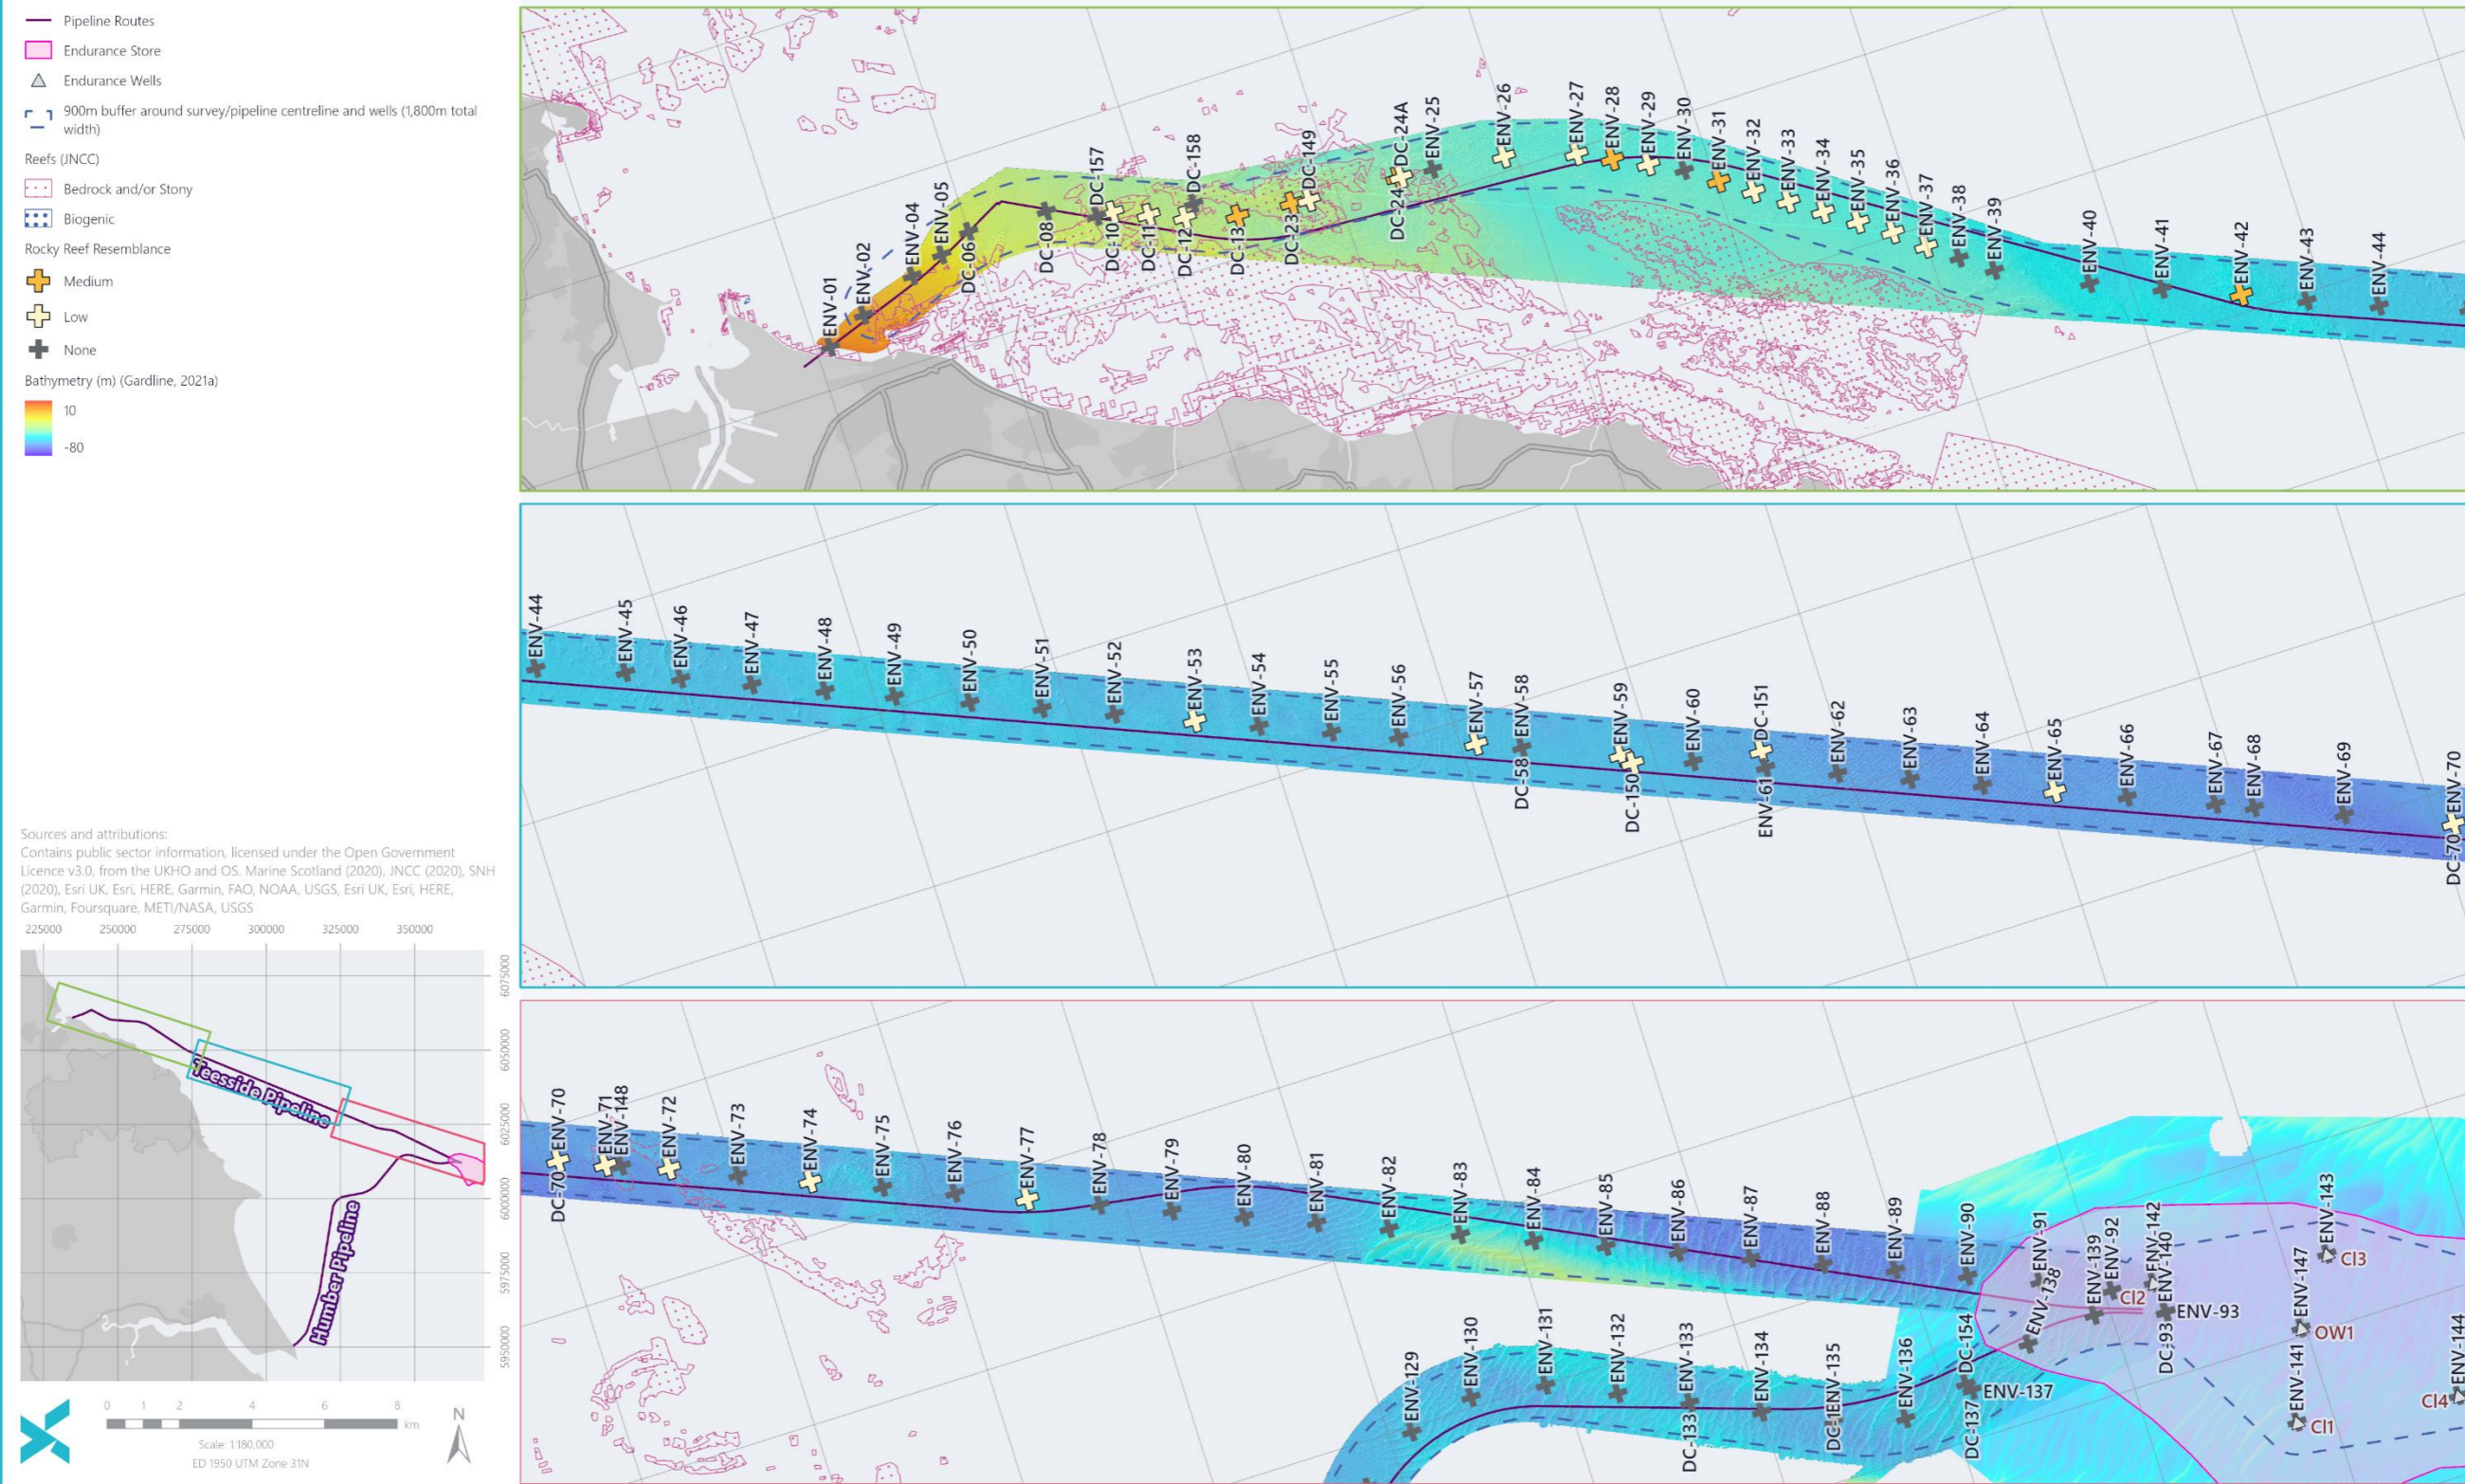 Pipeline Routes
Endurance Store
Endurance Wells
900m buffer around survey/pipeline centreline and wells (1,800m total
width)
Reefs (JNCC)
Bedrock and/or Stony
Biogenic
Rocky Reef Resemblance
Medium
Low
None
Bathymetry (m) (Gardline, 2021a)
10
-80
Sources and attributions:
Contains public sector information, licensed under the Open Government
Licence v3.0, from the UKHO and OS. Marine Scotland (2020), JNCC (2020), SNH
(2020), Esri UK, Esri, HERE, Garmin, FAO, NOAA, USGS, Esri UK, Esri, HERE,
Garmin, Foursquare, METI/NASA, USGS
225000
250000
275000
300000
325000
350000
6075000
6050000
6025000
6000000
5975000
5950000
Teesside Pipeline
Humber Pipeline
0 1 2 4 6 8
km
Scale: 1:180,000
ED 1950 UTM Zone 31N
N
ENV-01
ENV-02
ENV-04
ENV-05
DC-06
DC-08
DC-157
DC-10
DC-11
DC-12
DC-158
DC-13
DC-23
DC-149
DC-24
DC-24A
ENV-25
ENV-26
ENV-27
ENV-28
ENV-29
ENV-30
ENV-31
ENV-32
ENV-33
ENV-34
ENV-35
ENV-36
ENV-37
ENV-38
ENV-39
ENV-40
ENV-41
ENV-42
ENV-43
ENV-44
ENV-44
ENV-45
ENV-46
ENV-47
ENV-48
ENV-49
ENV-50
ENV-51
ENV-52
ENV-53
ENV-54
ENV-55
ENV-56
ENV-57
ENV-58
DC-58
ENV-59
DC-150
ENV-60
DC-151
ENV-61
ENV-62
ENV-63
ENV-64
ENV-65
ENV-66
ENV-67
ENV-68
ENV-69
ENV-70
DC-70
ENV-70
DC-70
ENV-71
ENV-148
ENV-72
ENV-73
ENV-74
ENV-75
ENV-76
ENV-77
ENV-78
ENV-79
ENV-80
ENV-81
ENV-82
ENV-83
ENV-84
ENV-85
ENV-86
ENV-87
ENV-88
ENV-89
ENV-90
ENV-91
ENV-138
ENV-139
ENV-92
CI2
ENV-142
ENV-140
ENV-93
DC-93
ENV-143
CI3
ENV-147
OW1
ENV-141
CI1
ENV-144
CI4
ENV-129
ENV-130
ENV-131
ENV-132
ENV-133
DC-133
ENV-134
ENV-135
ENV-136
DC-154
ENV-137
DC-137